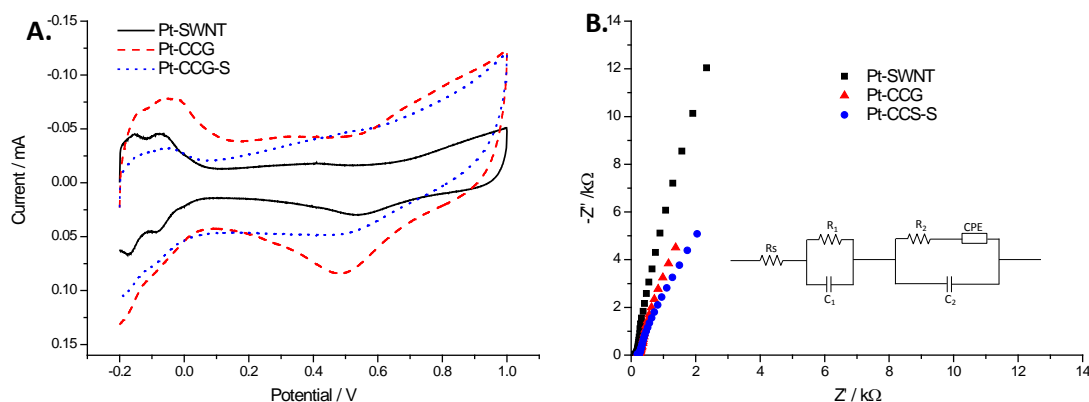 A.
Pt-SWNT
Pt-CCG
Pt-CCG-S
-0.15
-0.10
-0.05
0.00
0.05
0.10
0.15
Current / mA
-0.2
0.0
0.2
0.4
0.6
0.8
1.0
Potential / V
B.
Pt-SWNT
Pt-CCG
Pt-CCS-S
14
12
10
8
6
4
2
0
-Z'' /kΩ
Rs
R1
C1
R2
CPE
C2
0
2
4
6
8
10
12
14
Z' / kΩ